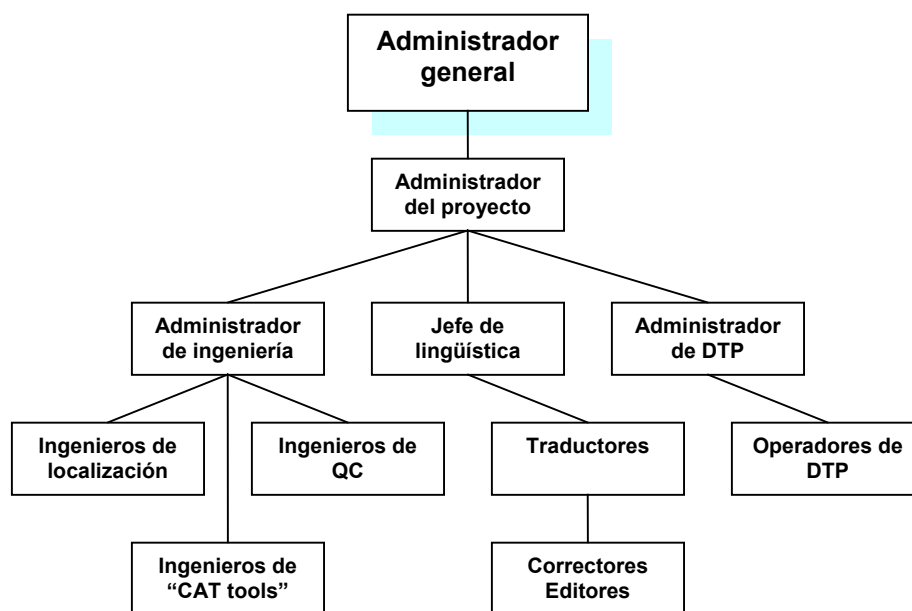 Administrador
general
Administrador
del proyecto
Administrador
de ingeniería
Jefe de
lingüística
Administrador
de DTP
Ingenieros de
localización
Ingenieros de
QC
Traductores
Operadores de
DTP
Ingenieros de
“CAT tools”
Correctores
Editores